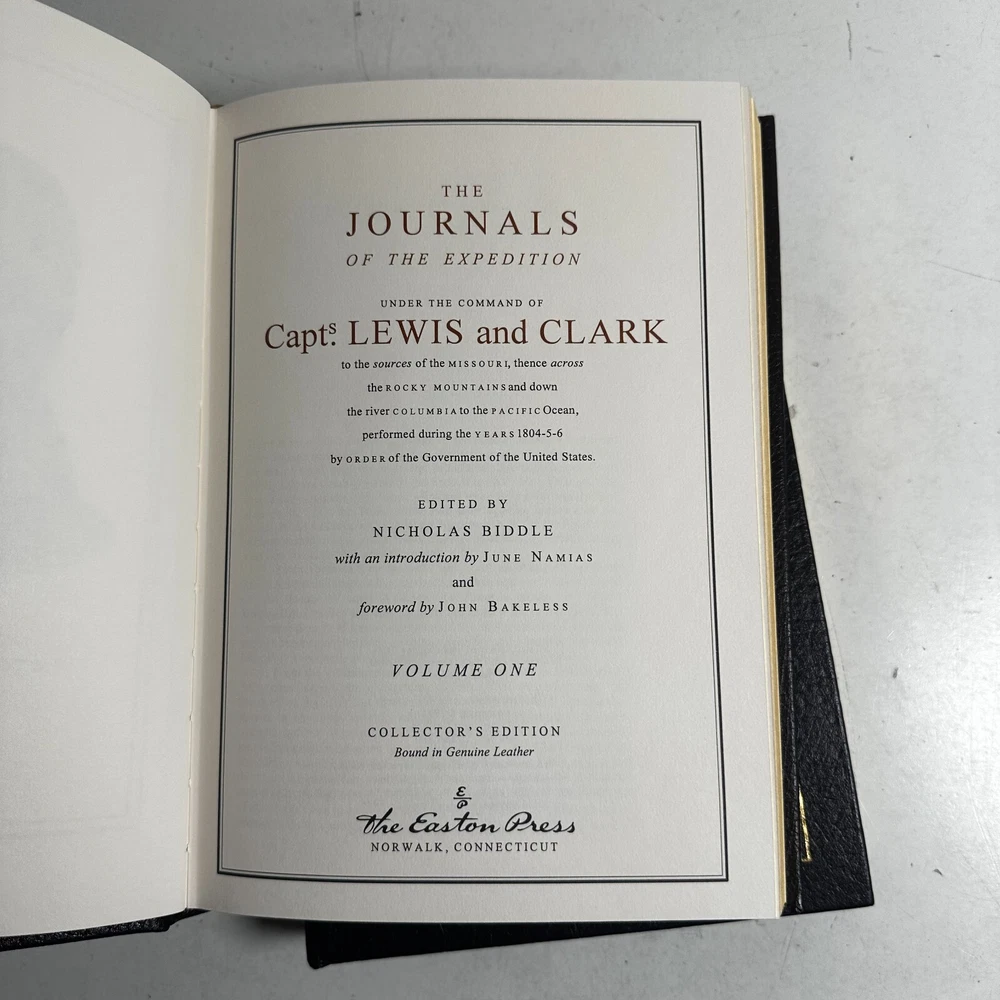 THE
JOURNALS
OF THE EXPEDITION
UNDER THE COMMAND OF
Capts. LEWIS and CLARK
to the sources of the MISSOURI, thence across
the ROCKY MOUNTAINS and down
the river COLUMBIA to the PACIFIC Ocean,
performed during the YEARS 1804-5-6
by ORDER of the Government of the United States.
EDITED BY
NICHOLAS BIDDLE
with an introduction by JUNE NAMIAS
and
foreword by JOHN BAKELESS
VOLUME ONE
COLLECTOR'S EDITION
Bound in Genuine Leather
E
P
The Easton Press
NORWALK, CONNECTICUT